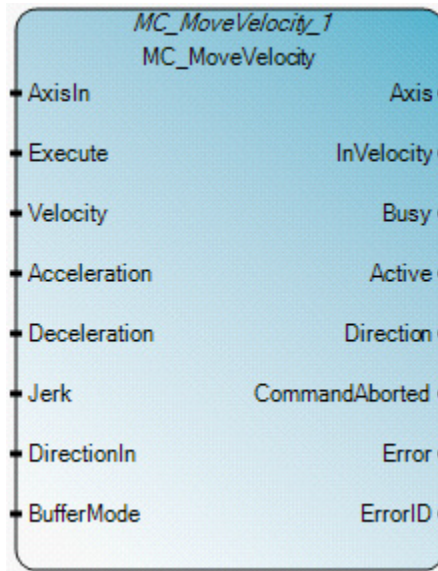 MC_MoveVelocity_1
MC_MoveVelocity
AxisIn Axis
Execute InVelocity
Velocity Busy
Acceleration Active
Deceleration Direction
Jerk CommandAborted
DirectionIn Error
BufferMode ErrorID